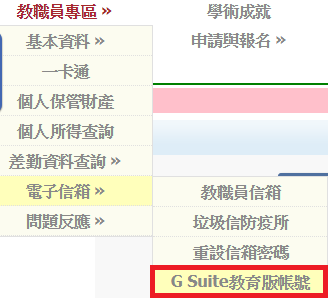 教職員專區 »
學術成就
基本資料 »
申請與報名 »
一卡通
個人保管財產
個人所得查詢
差勤資料查詢 »
電子信箱 »
教職員信箱
問題反應 »
垃圾信防疫所
重設信箱密碼
G Suite教育版帳號